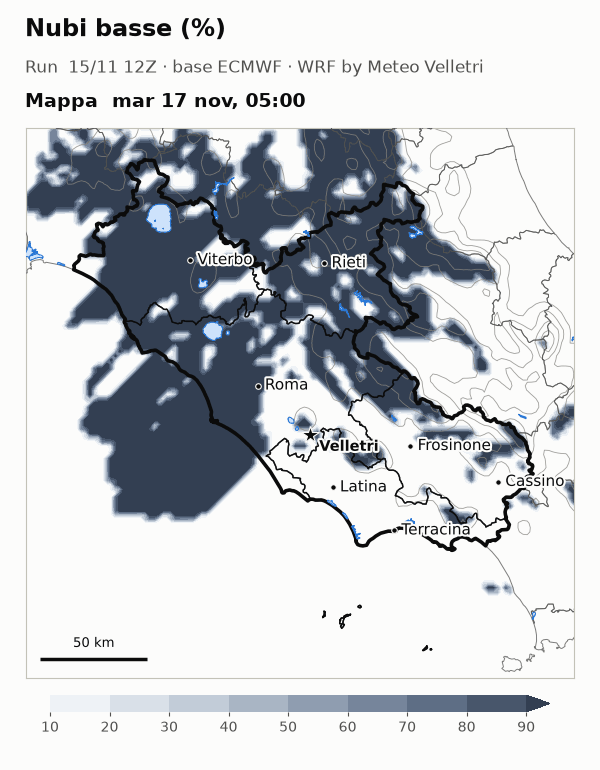 Nubi basse (%)
Run  15/11 12Z · base ECMWF · WRF by Meteo Velletri
Mappa  mar 17 nov, 05:00
Viterbo
Rieti
Roma
Velletri
Frosinone
Cassino
Latina
Terracina
50 km
10 20 30 40 50 60 70 80 90